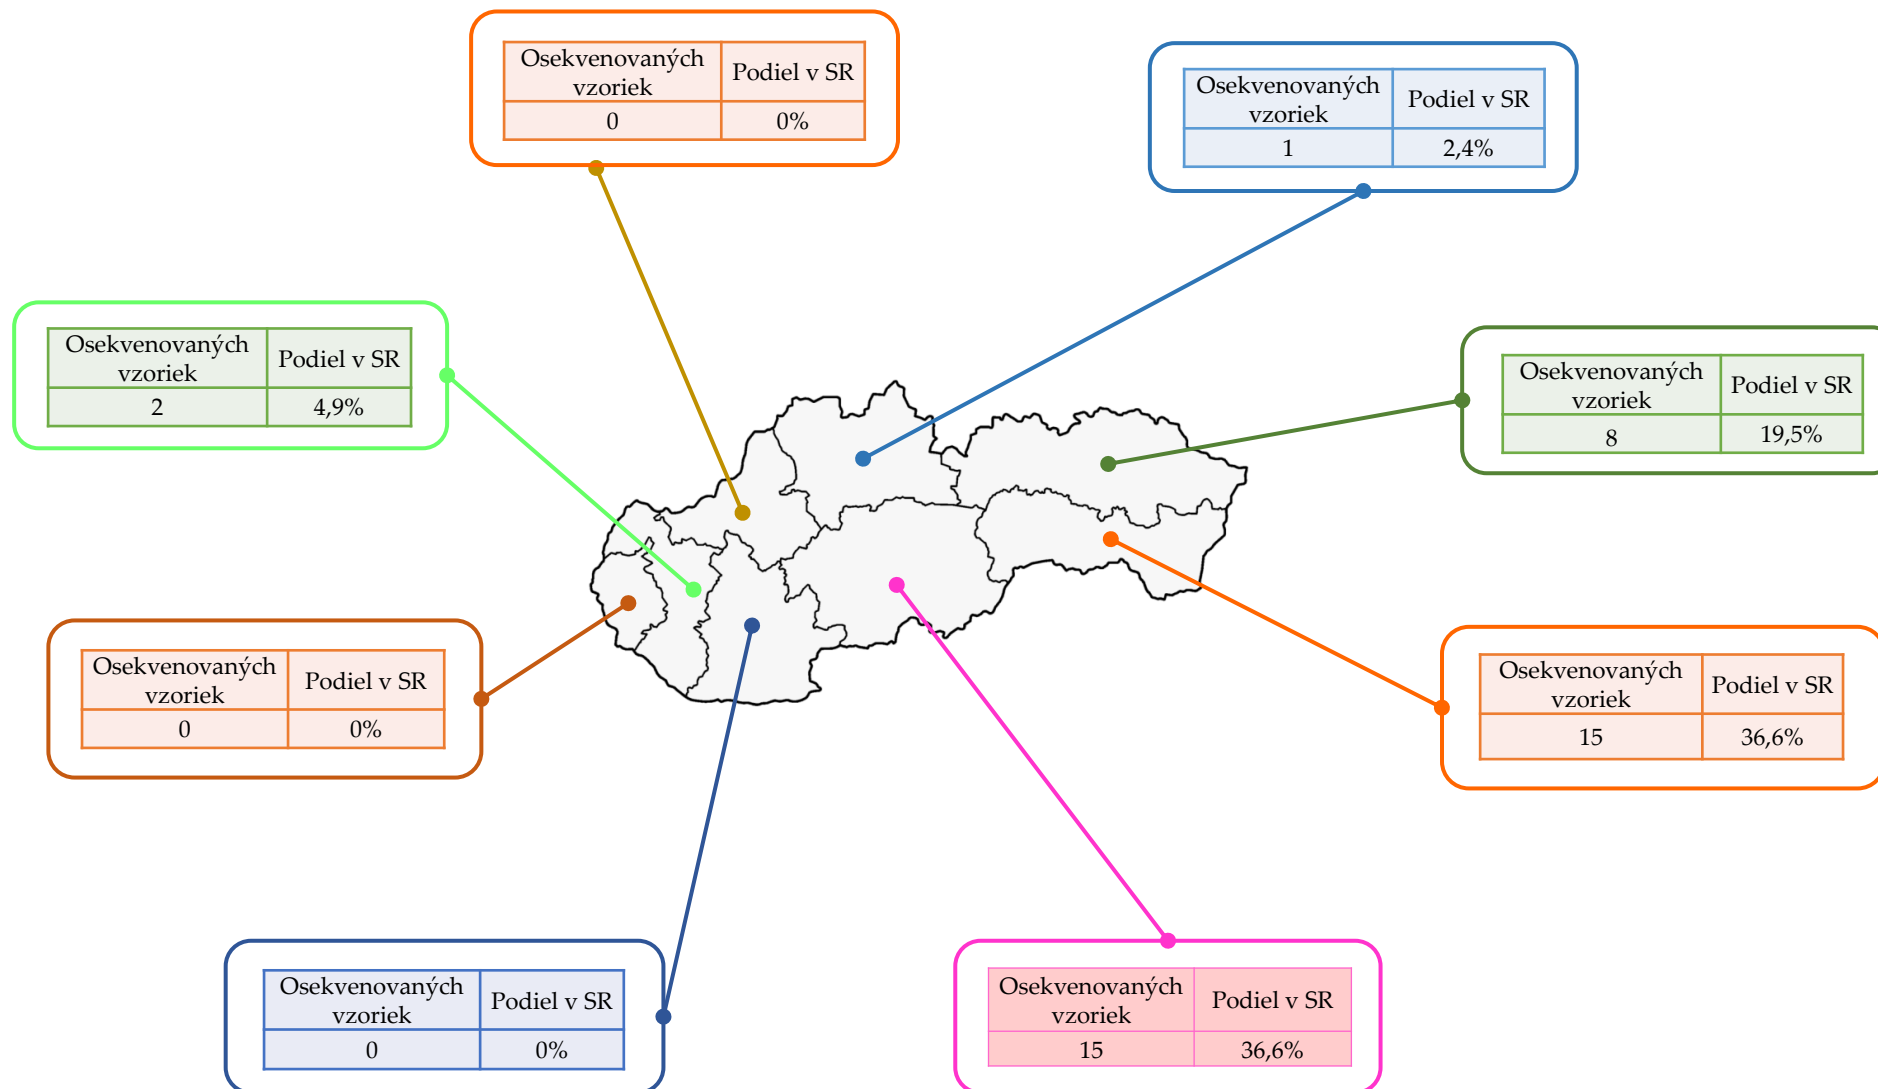 Osekvenovaných
vzoriek
Podiel v SR
0
0%
Osekvenovaných
vzoriek
Podiel v SR
1
2,4%
Osekvenovaných
vzoriek
Podiel v SR
2
4,9%
Osekvenovaných
vzoriek
Podiel v SR
8
19,5%
Osekvenovaných
vzoriek
Podiel v SR
0
0%
Osekvenovaných
vzoriek
Podiel v SR
15
36,6%
Osekvenovaných
vzoriek
Podiel v SR
0
0%
Osekvenovaných
vzoriek
Podiel v SR
15
36,6%